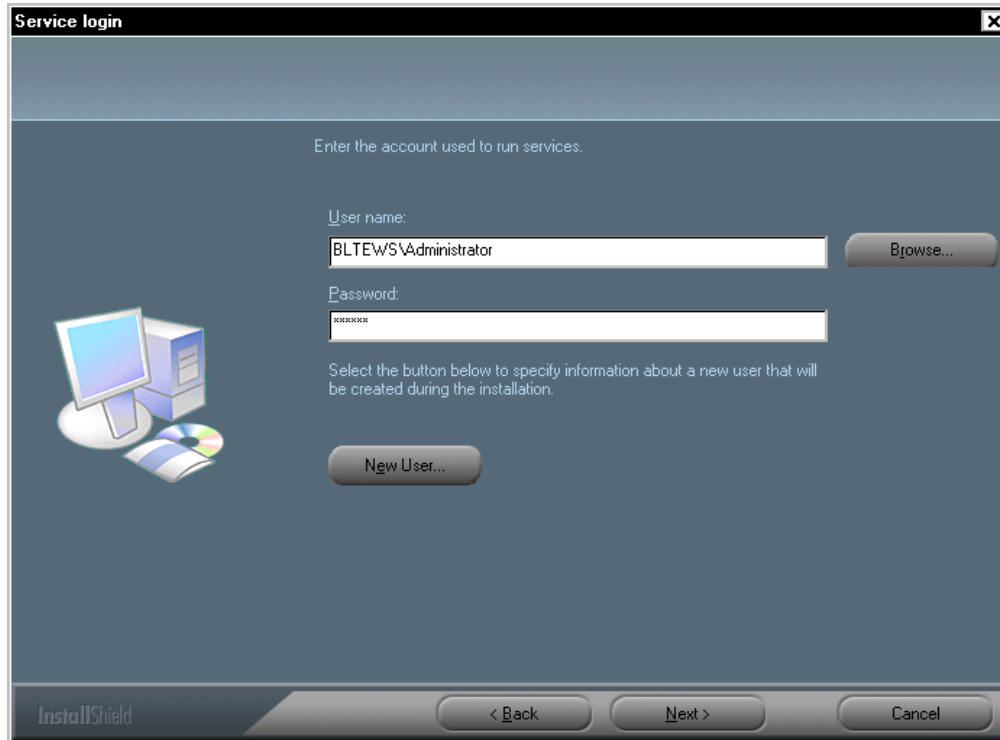 Service login
Enter the account used to run services.
User name:
BLTEWS\Administrator
Browse...
Password:
******
Select the button below to specify information about a new user that will
be created during the installation.
New User...
InstallShield
< Back
Next >
Cancel